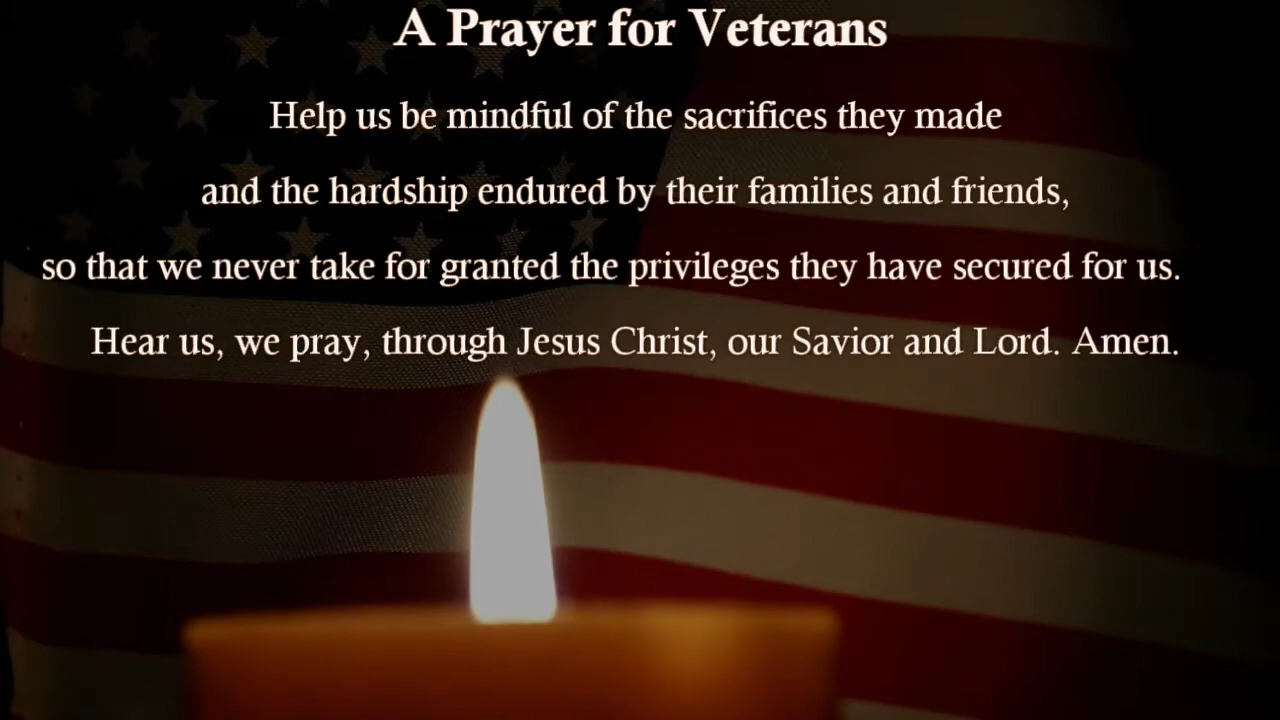 A Prayer for Veterans
Help us be mindful of the sacrifices they made
and the hardship endured by their families and friends,
so that we never take for granted the privileges they have secured for us.
Hear us, we pray, through Jesus Christ, our Savior and Lord. Amen.